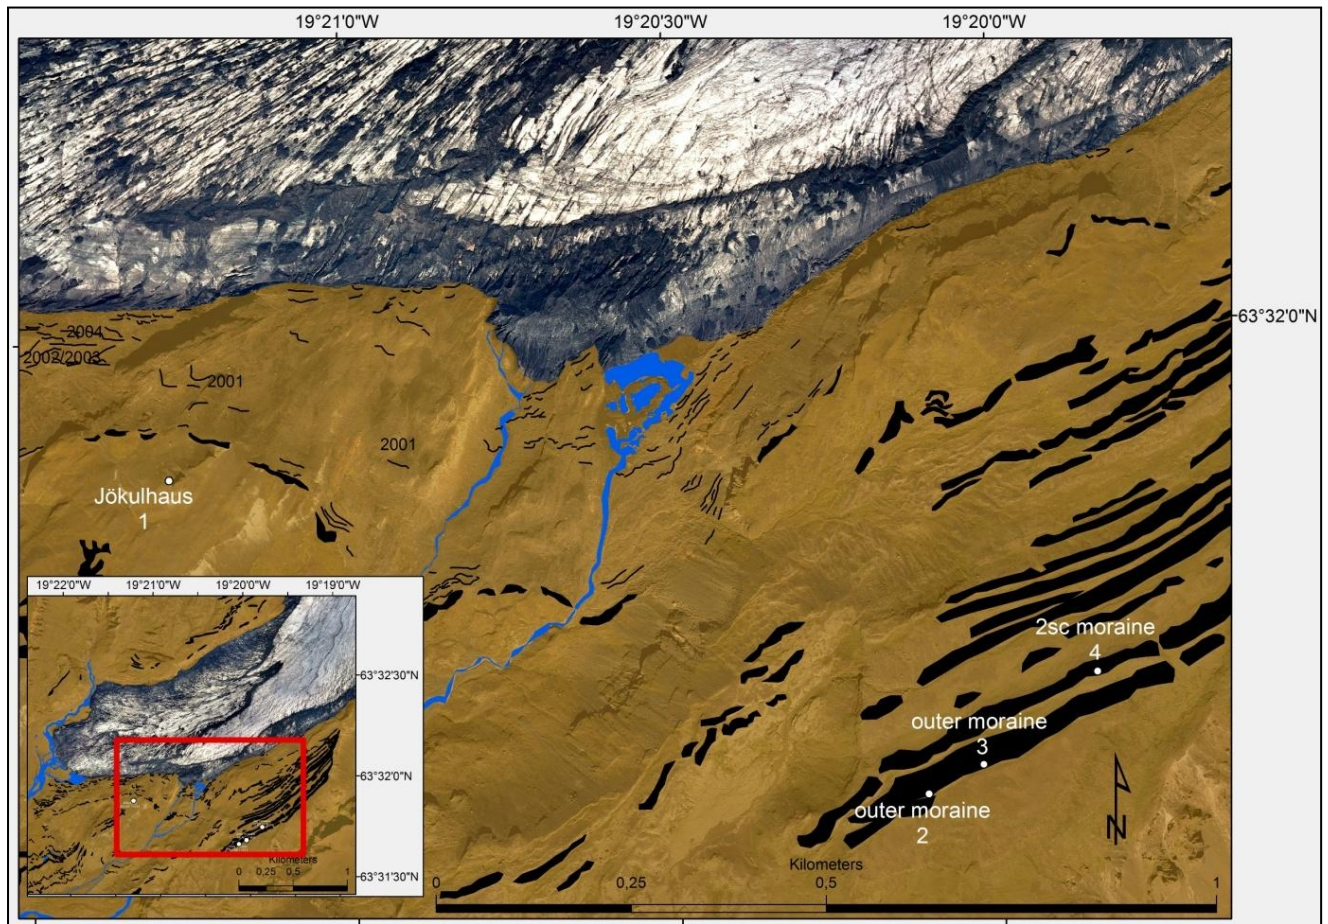 19°21'0"W 19°20'30"W 19°20'0"W
63°32'0"N
2004
2002/2003
2001
2001
Jökulhaus
1
2sc moraine
4
outer moraine
3
outer moraine
2
N
Kilometers
0 0,25 0,5 1
19°22'0"W 19°21'0"W 19°20'0"W 19°19'0"W
63°32'30"N
63°32'0"N
63°31'30"N
Kilometers
0 0,25 0,5 1